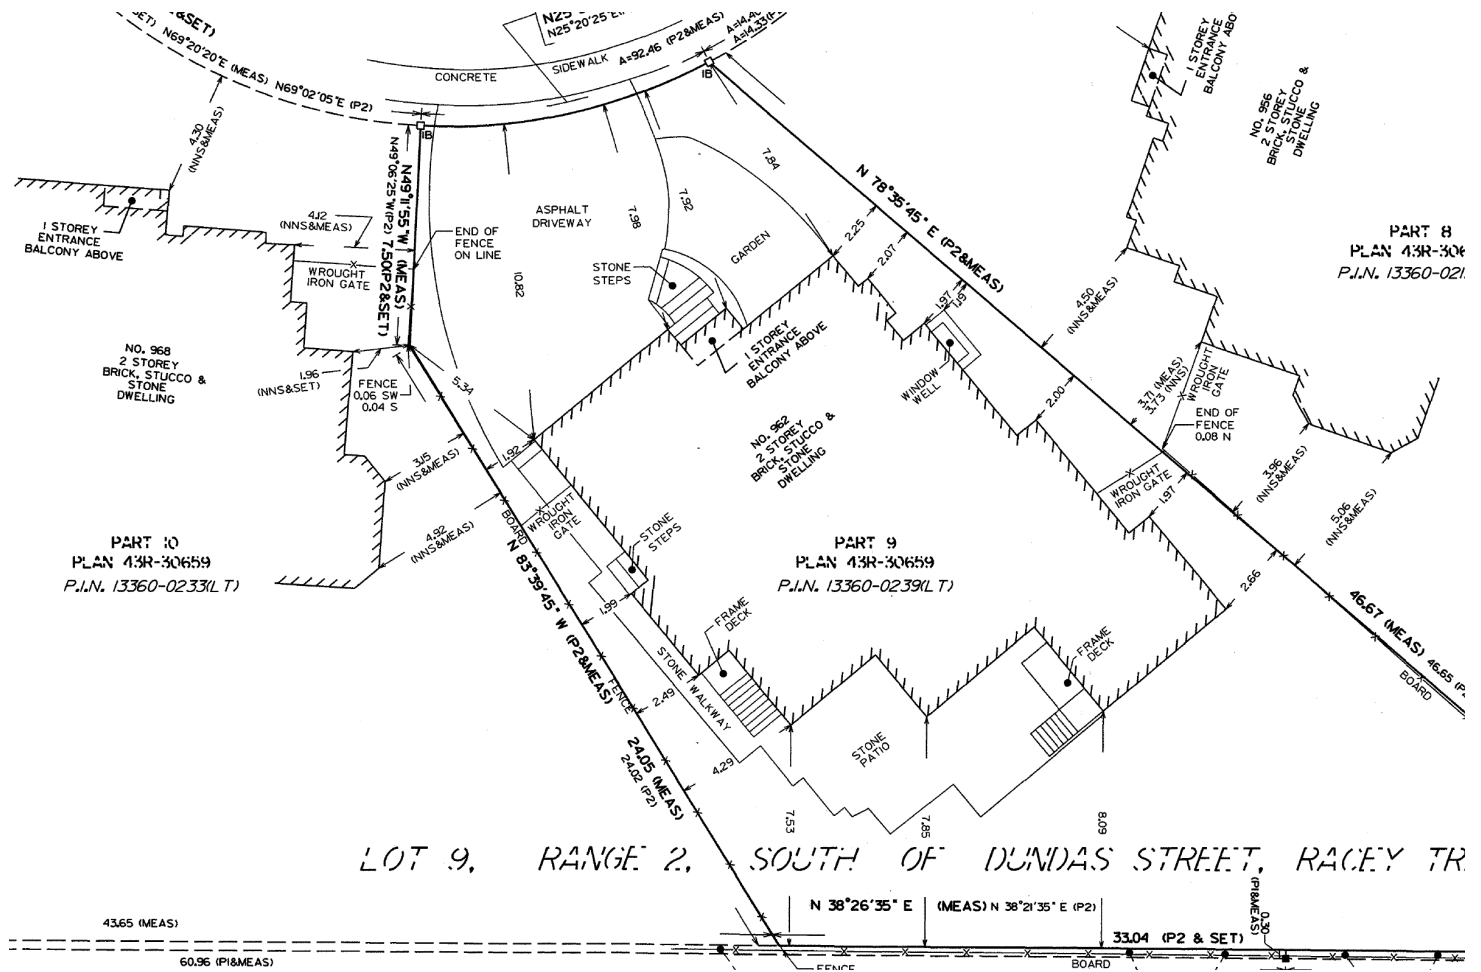 &SET)
SET)
N69°20'20"E (MEAS) N69°02'05"E (P2)
CONCRETE
SIDEWALK A=92.46 (P2&MEAS)
N25°20'25"E
A=14.33(P2
IB
IB
4.30
(NNS&MEAS)
1 STOREY
ENTRANCE
BALCONY ABOVE
4.12
(NNS&MEAS)
WROUGHT
IRON GATE
N49°11'55"W (MEAS)
N49°06'25"W(P2) 7.50(P2&SET)
END OF
FENCE
ON LINE
ASPHALT
DRIVEWAY
10.82
7.98
7.92
7.84
STONE
STEPS
GARDEN
1 STOREY
ENTRANCE
BALCONY ABOVE
2.25
2.07
1.97
1.19
N 78°35'45" E (P2&MEAS)
1 STOREY
ENTRANCE
BALCONY ABO
NO. 956
2 STOREY
BRICK, STUCCO &
STONE
DWELLING
PART 8
PLAN 43R-306
P.I.N. 13360-021
4.50
(NNS&MEAS)
NO. 968
2 STOREY
BRICK, STUCCO &
STONE
DWELLING
1.96
(NNS&SET)
FENCE
0.06 SW
0.04 S
5.34
1.92
3.15
(NNS&MEAS)
4.92
(NNS&MEAS)
WINDOW
WELL
2.00
3.71 (MEAS)
3.73 (NNS)
WROUGHT
IRON
GATE
END OF
FENCE
0.08 N
NO. 962
2 STOREY
BRICK, STUCCO &
STONE
DWELLING
WROUGHT
IRON GATE
1.97
3.96
(NNS&MEAS)
5.06
(NNS&MEAS)
PART 10
PLAN 43R-30659
P.I.N. 13360-0233(LT)
BOARD
WROUGHT
IRON
GATE
STONE
STEPS
PART 9
PLAN 43R-30659
P.I.N. 13360-0239(LT)
N 83°39'45" W (P2&MEAS)
1.99
FRAME
DECK
FRAME
DECK
2.66
46.67 (MEAS) 46.65 (P2
BOARD
FENCE
2.49
STONE WALKWAY
24.05 (MEAS)
24.02 (P2)
4.29
STONE
PATIO
7.53
7.85
8.09
LOT 9, RANGE 2, SOUTH OF DUNDAS STREET, RACEY TR
43.65 (MEAS)
60.96 (P1&MEAS)
N 38°26'35" E (MEAS) N 38°21'35" E (P2)
33.04 (P2 & SET)
0.30
(P1&MEAS)
FENCE
BOARD